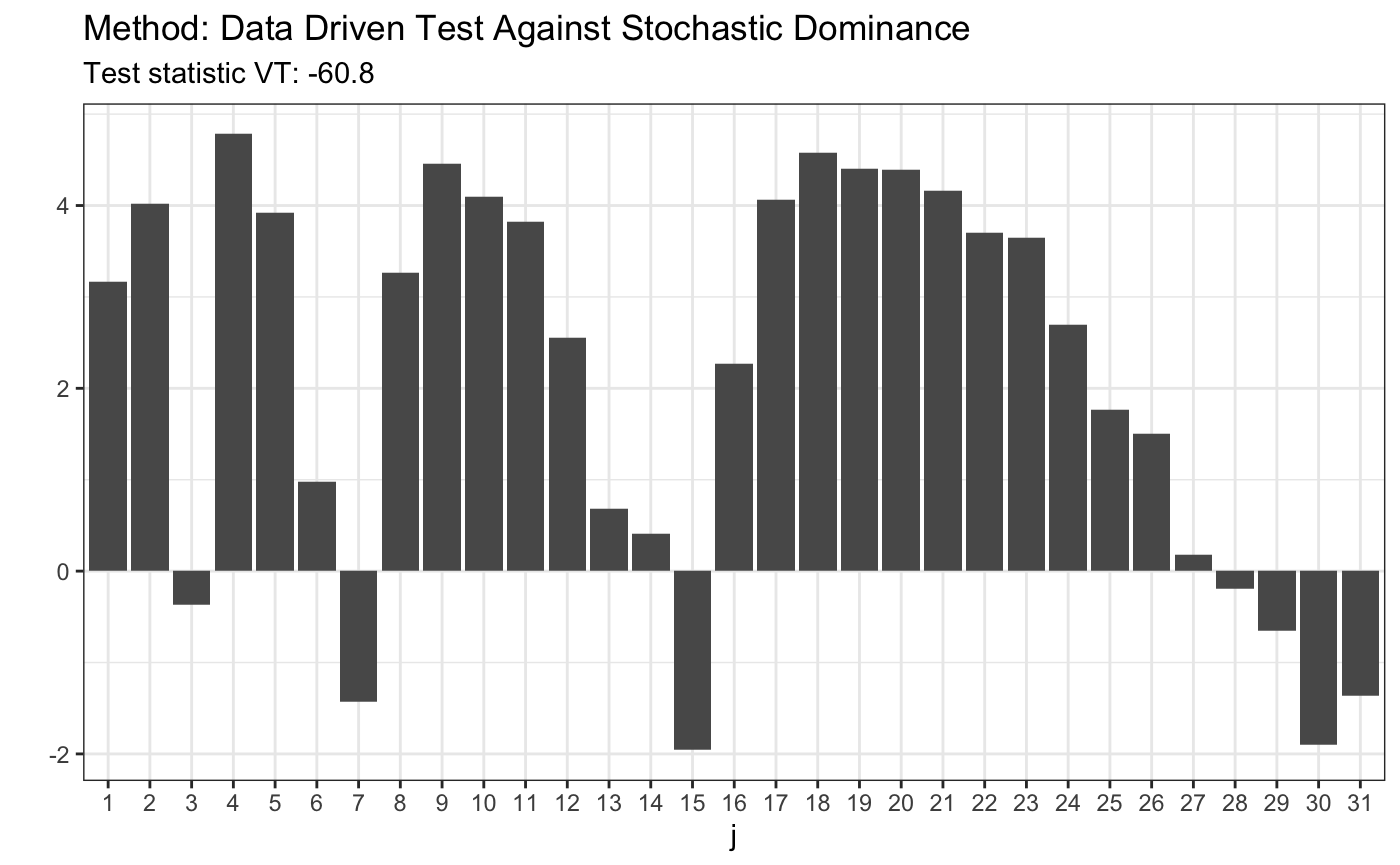 Method: Data Driven Test Against Stochastic Dominance
Test statistic VT: -60.8
4
2
0
-2
1 2 3 4 5 6 7 8 9 10 11 12 13 14 15 16 17 18 19 20 21 22 23 24 25 26 27 28 29 30 31
j